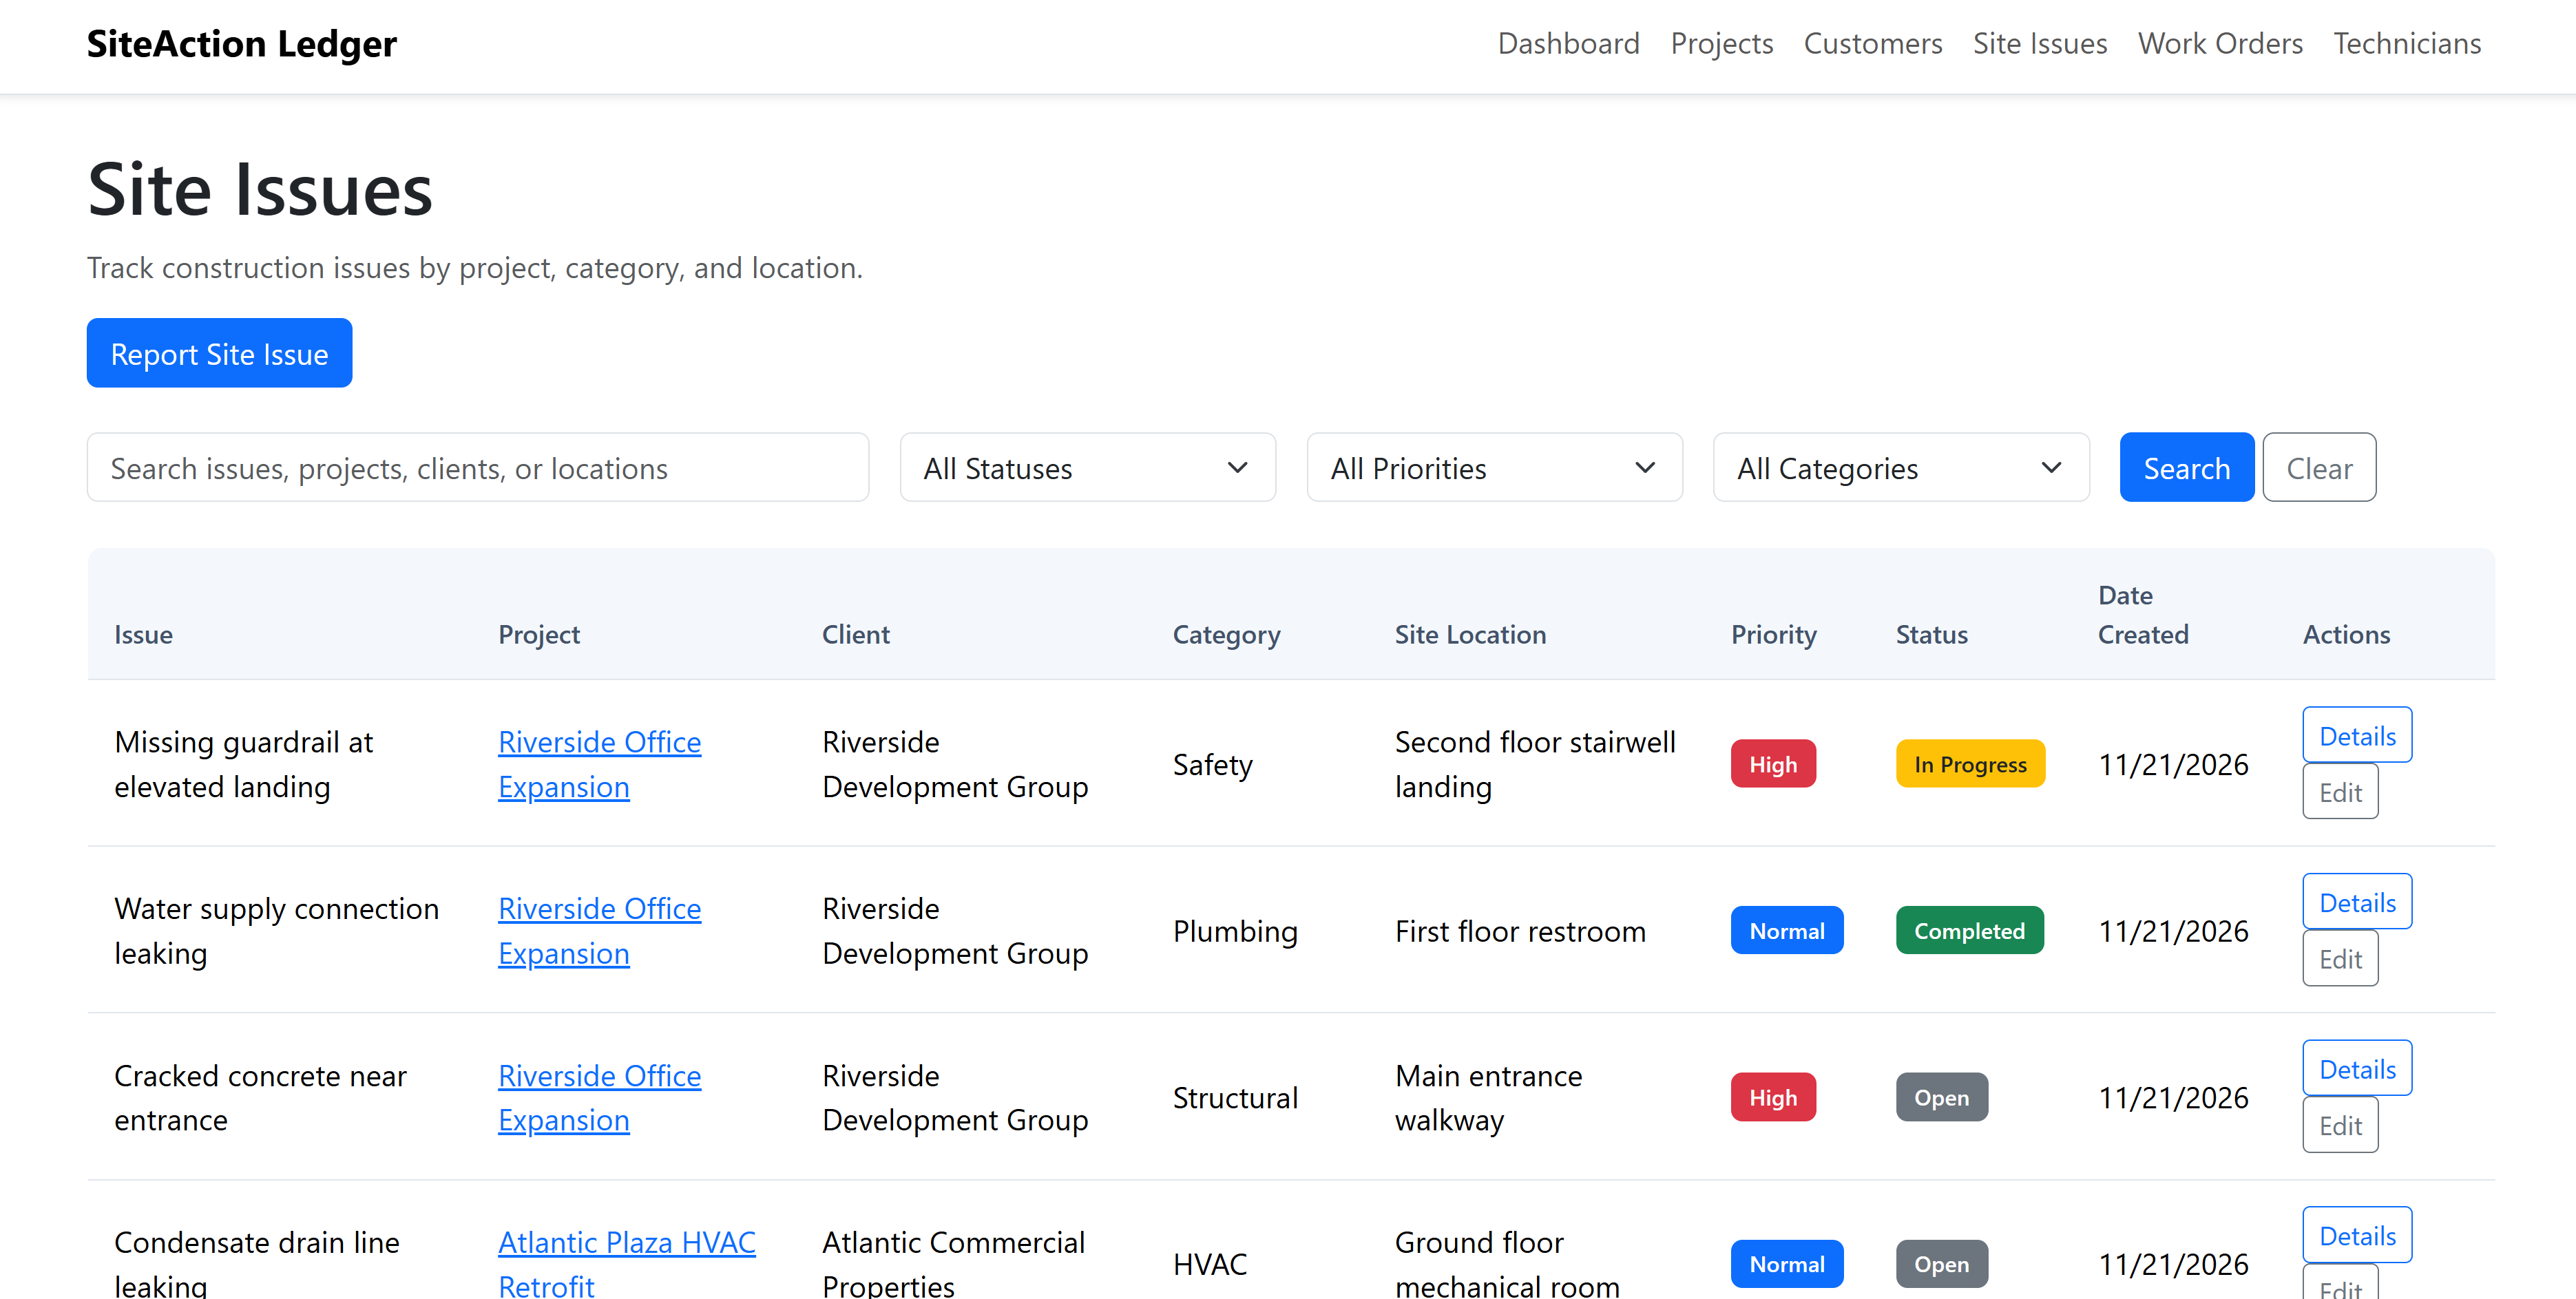 SiteAction Ledger
Dashboard Projects Customers Site Issues Work Orders Technicians
Site Issues
Track construction issues by project, category, and location.
Report Site Issue
Search issues, projects, clients, or locations
All Statuses
All Priorities
All Categories
Search
Clear
Issue
Project
Client
Category
Site Location
Priority
Status
Date
Created
Actions
Missing guardrail at
elevated landing
Riverside Office
Expansion
Riverside
Development Group
Safety
Second floor stairwell
landing
High
In Progress
11/21/2026
Details
Edit
Water supply connection
leaking
Riverside Office
Expansion
Riverside
Development Group
Plumbing
First floor restroom
Normal
Completed
11/21/2026
Details
Edit
Cracked concrete near
entrance
Riverside Office
Expansion
Riverside
Development Group
Structural
Main entrance
walkway
High
Open
11/21/2026
Details
Edit
Condensate drain line
leaking
Atlantic Plaza HVAC
Retrofit
Atlantic Commercial
Properties
HVAC
Ground floor
mechanical room
Normal
Open
11/21/2026
Details
Edit